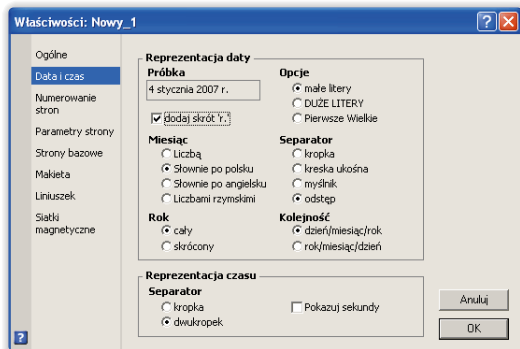 Właściwości: Nowy_1
Ogólne
Data i czas
Numerowanie
stron
Parametry strony
Strony bazowe
Makieta
Liniuszek
Siatki
magnetyczne
Reprezentacja daty
Próbka
4 stycznia 2007 r.
dodaj skrót 'r.'
Opcje
małe litery
DUŻE LITERY
Pierwsze Wielkie
Miesiąc
Liczbą
Słownie po polsku
Słownie po angielsku
Liczbami rzymskimi
Separator
kropka
kreska ukośna
myślnik
odstęp
Rok
cały
skrócony
Kolejność
dzień/miesiąc/rok
rok/miesiąc/dzień
Reprezentacja czasu
Separator
kropka
dwukropek
Pokazuj sekundy
Anuluj
OK